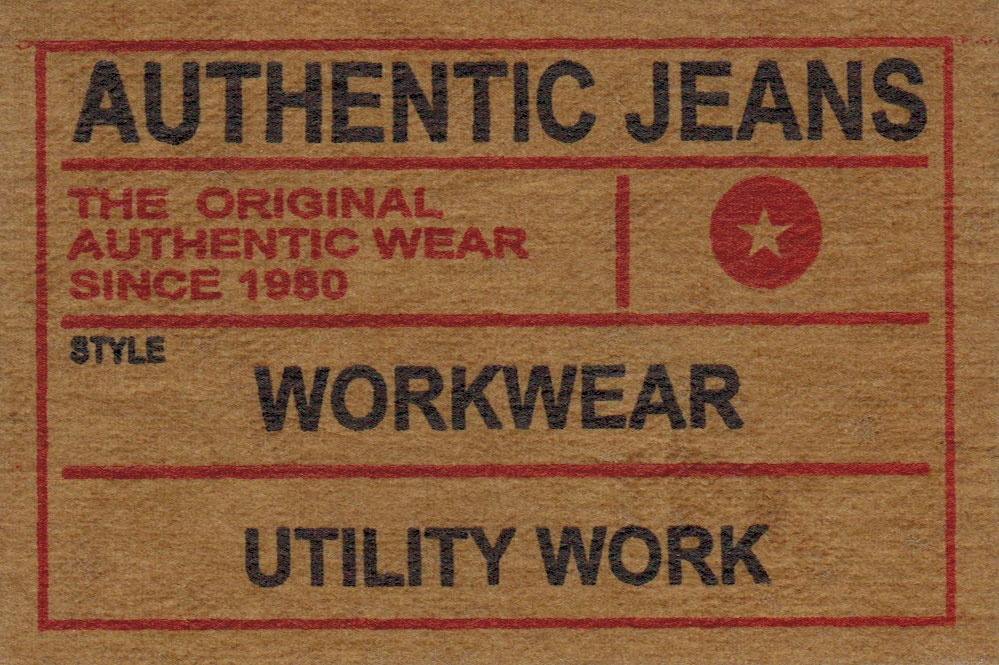 AUTHENTIC JEANS
THE ORIGINAL
AUTHENTIC WEAR
SINCE 1980
STYLE
WORKWEAR
UTILITY WORK